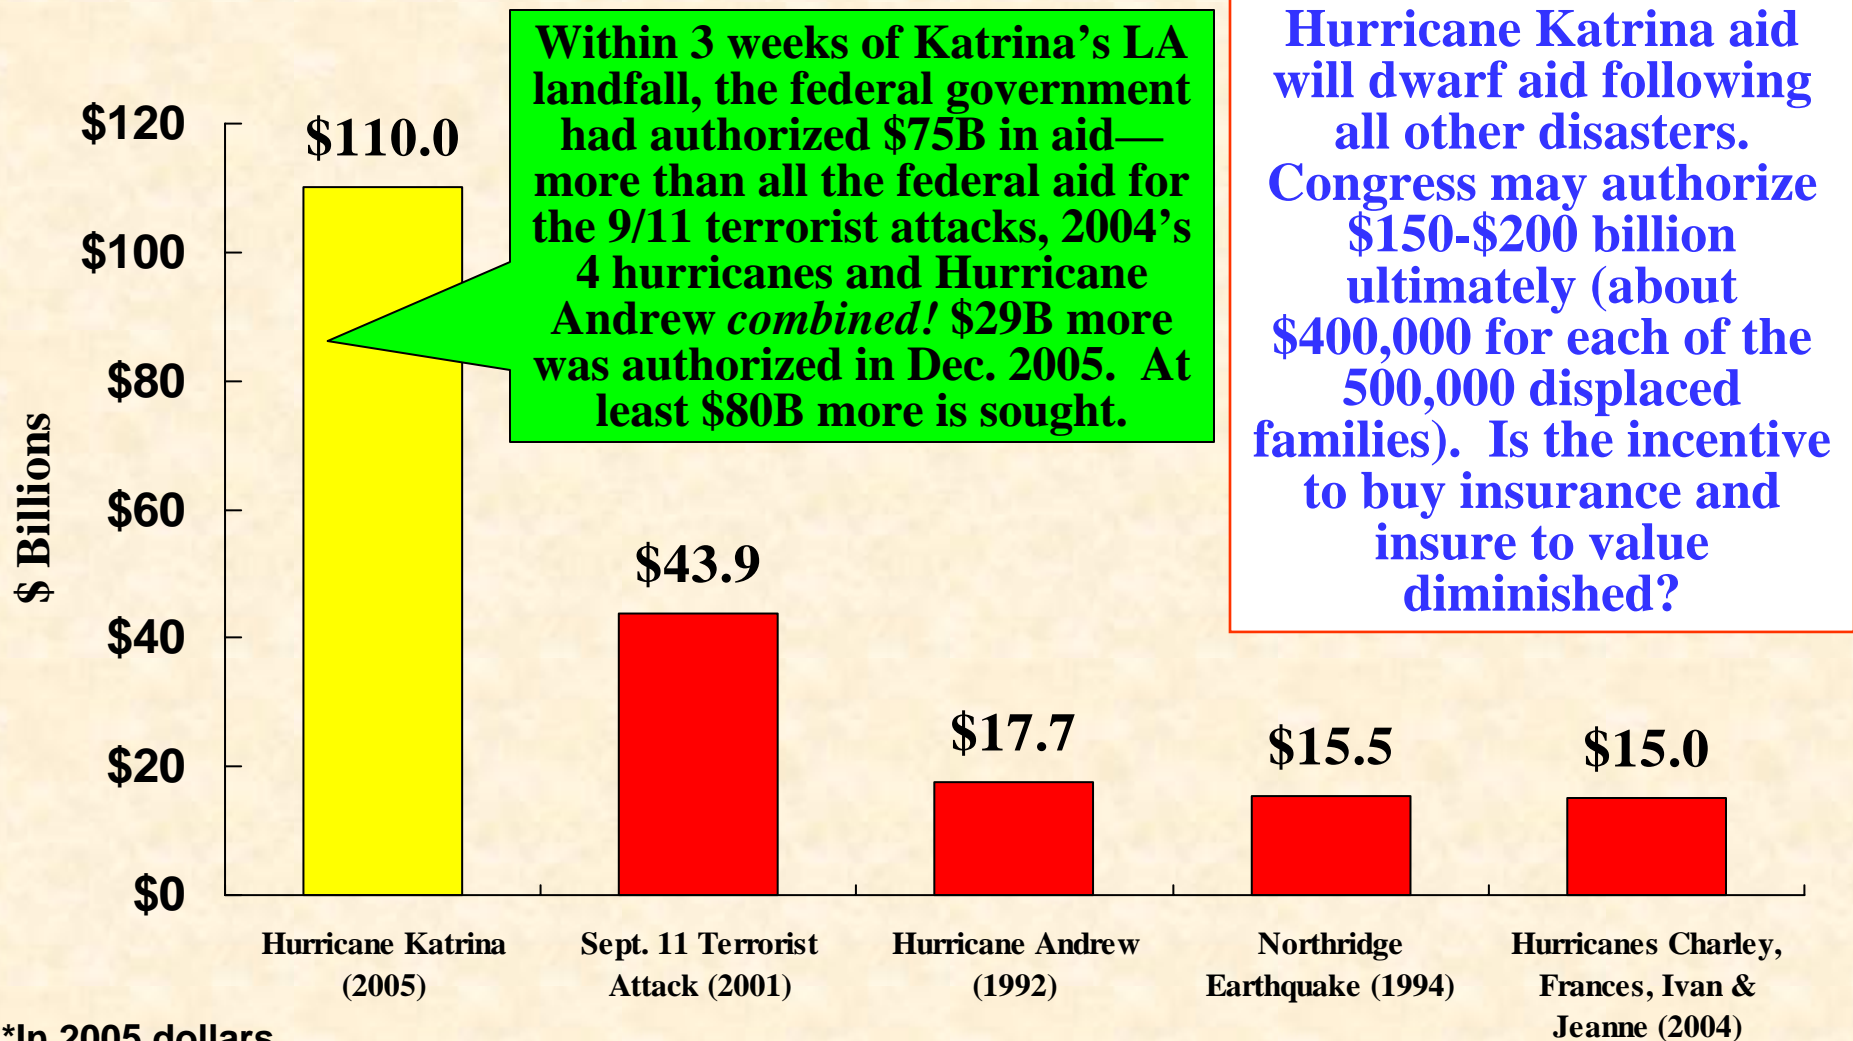 Within 3 weeks of Katrina’s LA
landfall, the federal government
had authorized $75B in aid—
more than all the federal aid for
the 9/11 terrorist attacks, 2004’s
4 hurricanes and Hurricane
Andrew combined! $29B more
was authorized in Dec. 2005.  At
least $80B more is sought.
Hurricane Katrina aid
will dwarf aid following
all other disasters.
Congress may authorize
$150-$200 billion
ultimately (about
$400,000 for each of the
500,000 displaced
families).  Is the incentive
to buy insurance and
insure to value
diminished?
$ Billions
$120
$100
$80
$60
$40
$20
$0
$110.0
$43.9
$17.7
$15.5
$15.0
Hurricane Katrina
(2005)
Sept. 11 Terrorist
Attack (2001)
Hurricane Andrew
(1992)
Northridge
Earthquake (1994)
Hurricanes Charley,
Frances, Ivan &
Jeanne (2004)
*In 2005 dollars